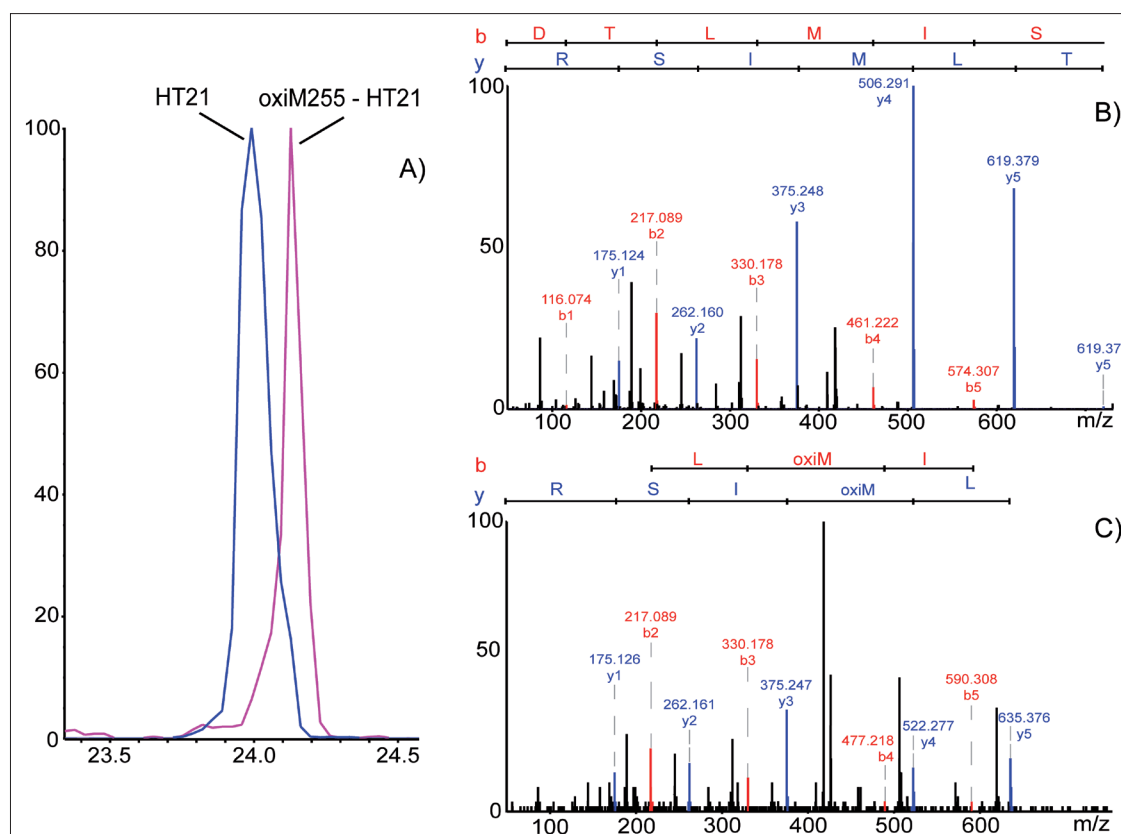 HT21
oxiM255 - HT21
A)
100
80
60
40
20
0
23.5
24.0
24.5
b
D
T
L
M
I
S
y
R
S
I
M
L
T
B)
100
50
0
116.074
b1
175.124
y1
217.089
b2
262.160
y2
330.178
b3
375.248
y3
461.222
b4
506.291
y4
574.307
b5
619.379
y5
619.37
y5
100
200
300
400
500
600
m/z
b
L
oxiM
I
y
R
S
I
oxiM
L
C)
100
50
0
175.126
y1
217.089
b2
262.161
y2
330.178
b3
375.247
y3
477.218
b4
522.277
y4
590.308
b5
635.376
y5
100
200
300
400
500
600
m/z